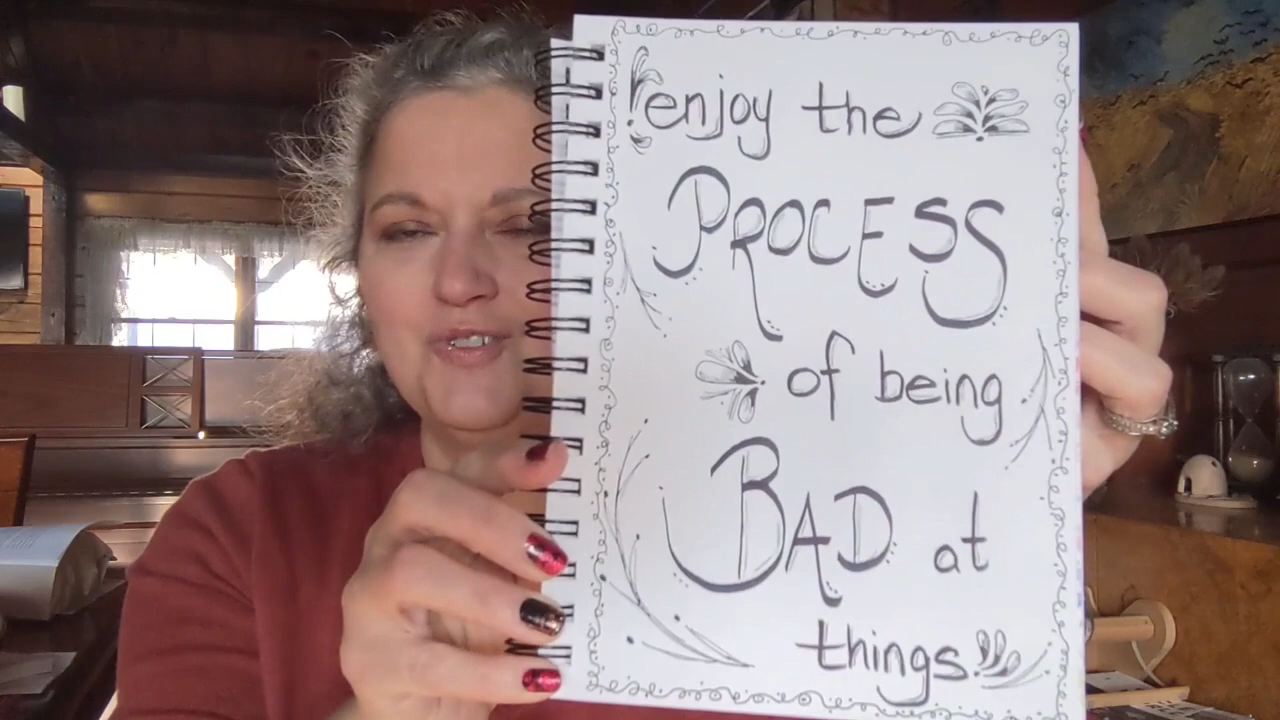 enjoy the
PROCESS
of being
BAD at
things